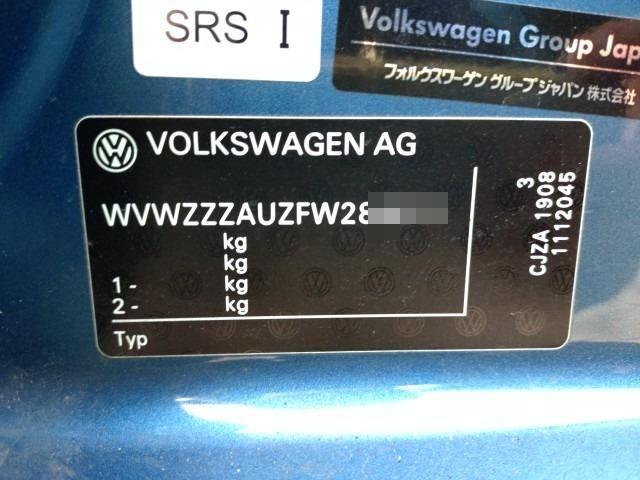 SRS I
Volkswagen Group Jap
フォルクスワーゲン グループ ジャパン 株式会
VOLKSWAGEN AG
WVWZZZAUZFW28
kg
kg
1 - kg
2 - kg
Typ
3
CJZA 1908
1112045